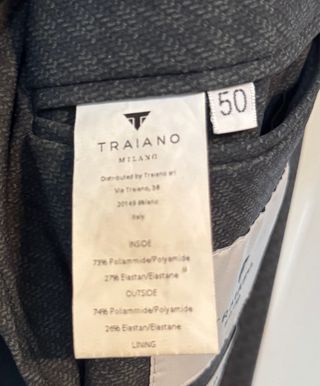 50
TRAIANO
MILANO
Distributed by Traiano srl
Via Traiano, 38
20149 Milano
Italy
INSIDE
73% Poliammide/Polyamide
27% Elastan/Elastane
OUTSIDE
74% Poliammide/Polyamide
26% Elastan/Elastane
LINING